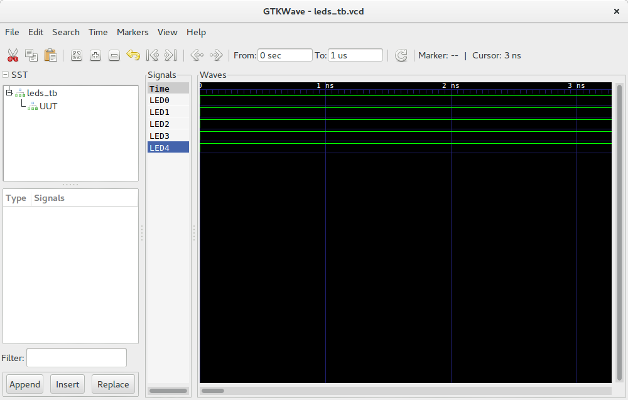 GTKWave - leds_tb.vcd
File Edit Search Time Markers View Help
From: 0 sec To: 1 us Marker: -- | Cursor: 3 ns
SST
leds_tb
UUT
Type Signals
Filter:
Append Insert Replace
Signals
Time
LED0
LED1
LED2
LED3
LED4
Waves
0 1 ns 2 ns 3 ns